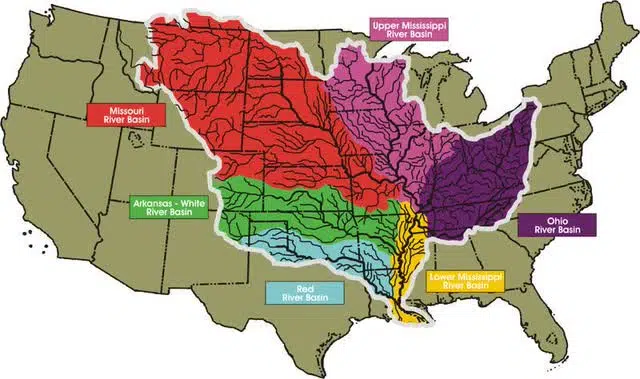 Upper Mississippi
River Basin
Missouri
River Basin
Arkansas - White
River Basin
Ohio
River Basin
Lower Mississippi
River Basin
Red
River Basin